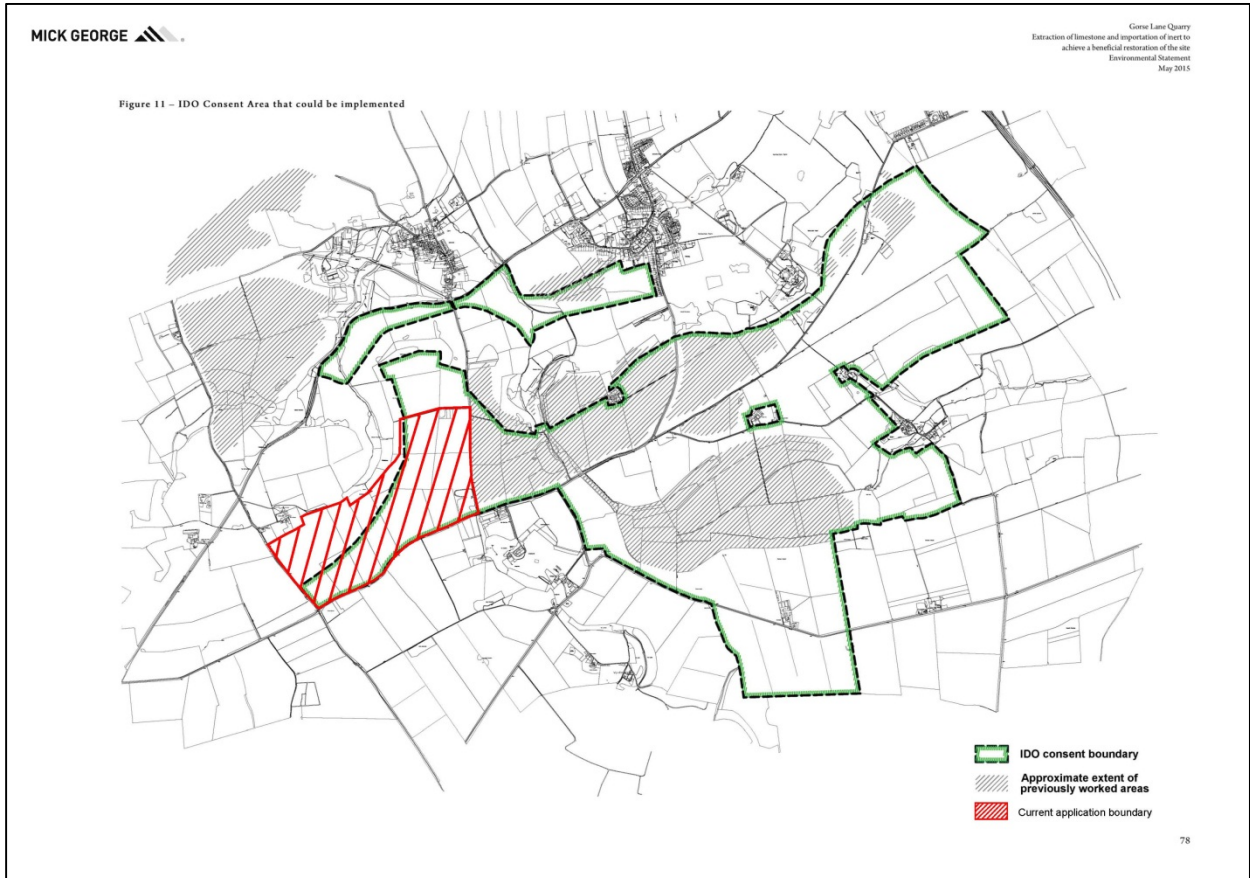 MICK GEORGE
Gorse Lane Quarry
Extraction of limestone and importation of inert to
achieve a beneficial restoration of the site
Environmental Statement
May 2015
Figure 11 – IDO Consent Area that could be implemented
IDO consent boundary
Approximate extent of
previously worked areas
Current application boundary
78